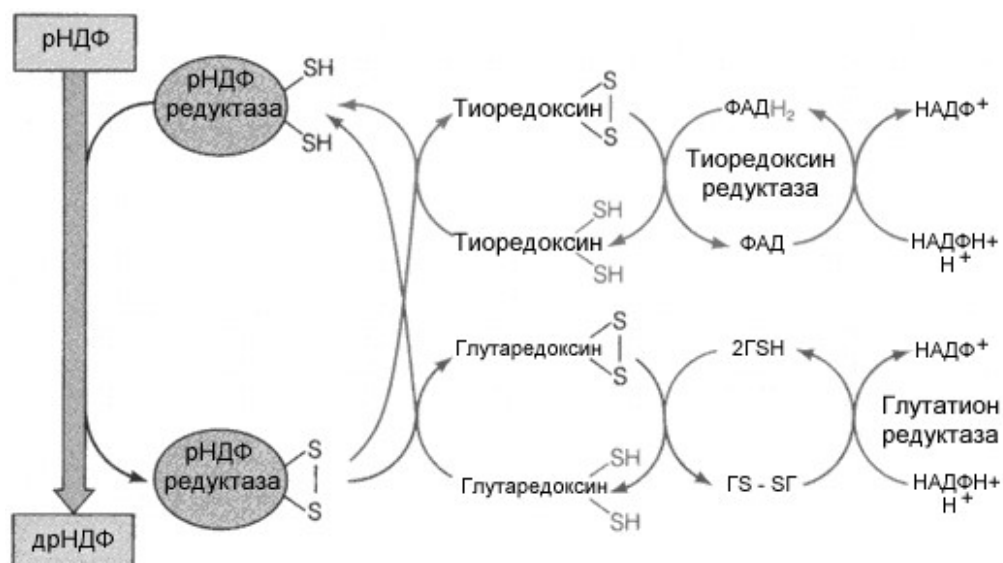 рНДФ
рНДФ
редуктаза
SH
SH
Тиоредоксин
S
S
ФАДH₂
НАДФ⁺
Тиоредоксин
редуктаза
Тиоредоксин
SH
SH
ФАД
НАДФН+
Н⁺
Глутаредоксин
S
S
2ГSH
НАДФ⁺
Глутатион
редуктаза
рНДФ
редуктаза
S
S
Глутаредоксин
SH
SH
ГS - SГ
НАДФН+
Н⁺
дрНДФ